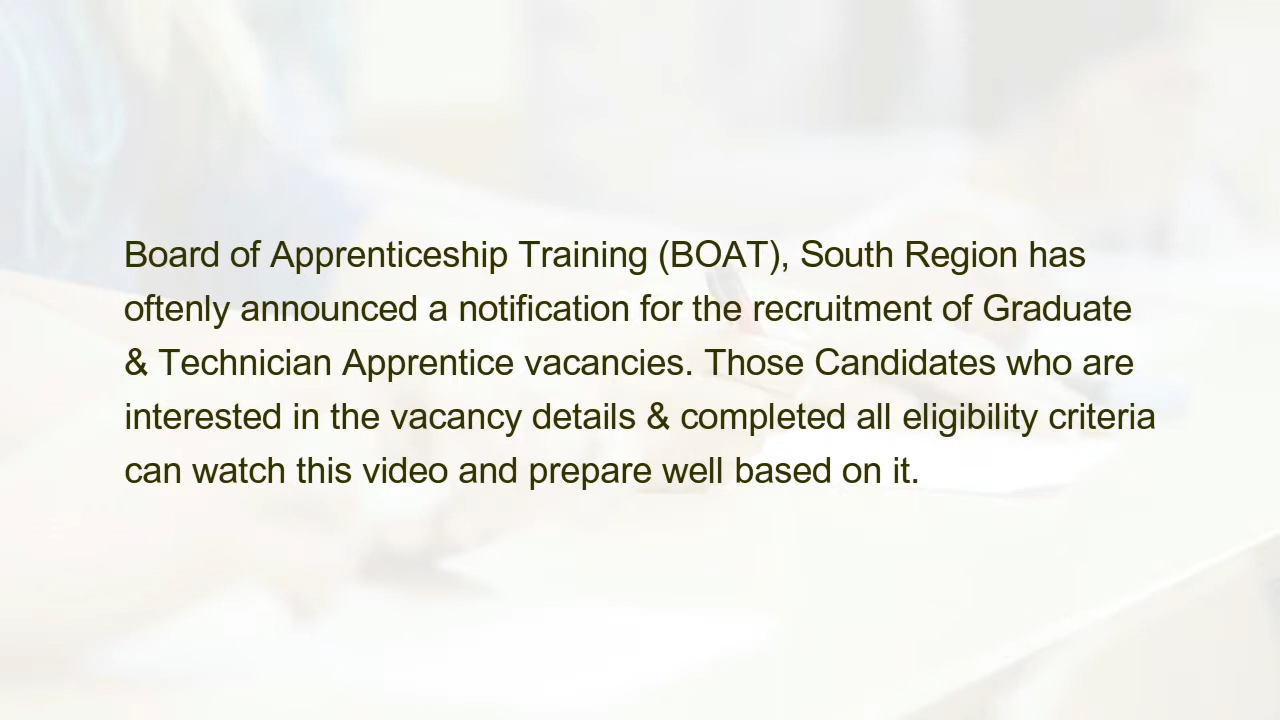 Board of Apprenticeship Training (BOAT), South Region has
oftenly announced a notification for the recruitment of Graduate
& Technician Apprentice vacancies. Those Candidates who are
interested in the vacancy details & completed all eligibility criteria
can watch this video and prepare well based on it.